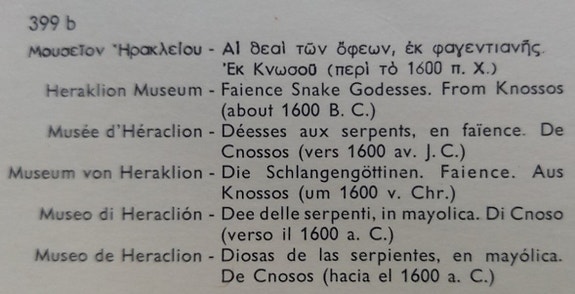 399 b
Μουσεῖον Ἡρακλείου - Αἱ θεαὶ τῶν ὄφεων, ἐκ φαγεντιανῆς.
Ἐκ Κνωσοῦ (περὶ τὸ 1600 π. Χ.)
Heraklion Museum - Faience Snake Godesses. From Knossos
(about 1600 B. C.)
Musée d'Héraclion - Déesses aux serpents, en faïence. De
Cnossos (vers 1600 av. J. C.)
Museum von Heraklion - Die Schlangengöttinen. Faience. Aus
Knossos (um 1600 v. Chr.)
Museo di Heraclión - Dee delle serpenti, in mayolica. Di Cnoso
(verso il 1600 a. C.)
Museo de Heraclion - Diosas de las serpientes, en mayólica.
De Cnosos (hacia el 1600 a. C.)